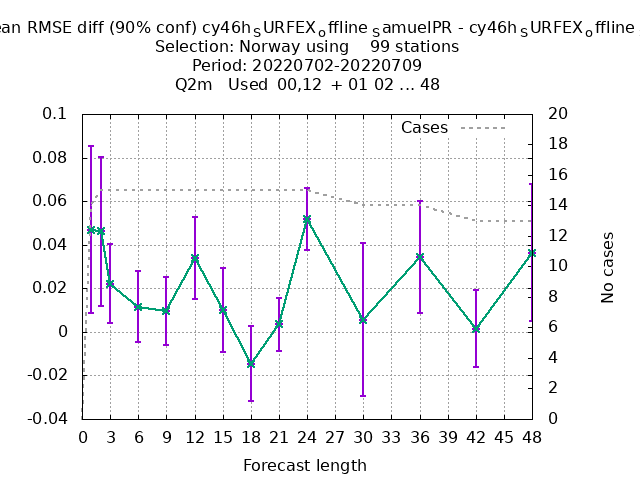 ean RMSE diff (90% conf) cy46hSURFEXoffline SamuelPR - cy46hSURFEXoffline
Selection: Norway using 99 stations
Period: 20220702-20220709
Q2m Used 00,12 + 01 02 ... 48
Cases
0.1
0.08
0.06
0.04
0.02
0
-0.02
-0.04
20
18
16
14
12
10
8
6
4
2
0
No cases
0 3 6 9 12 15 18 21 24 27 30 33 36 39 42 45 48
Forecast length